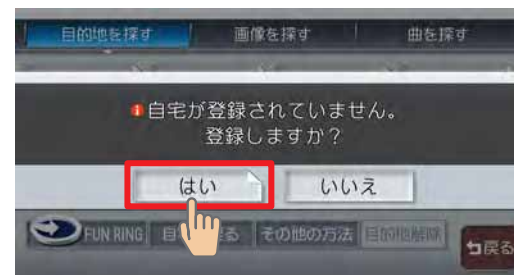 目的地を探す 画像を探す 曲を探す
自宅が登録されていません。
登録しますか？
はい いいえ
FUN RING その他の方法 目的地解除 戻る